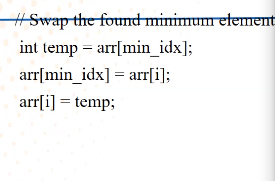 // Swap the found minimum element
int temp = arr[min_idx];
arr[min_idx] = arr[i];
arr[i] = temp;